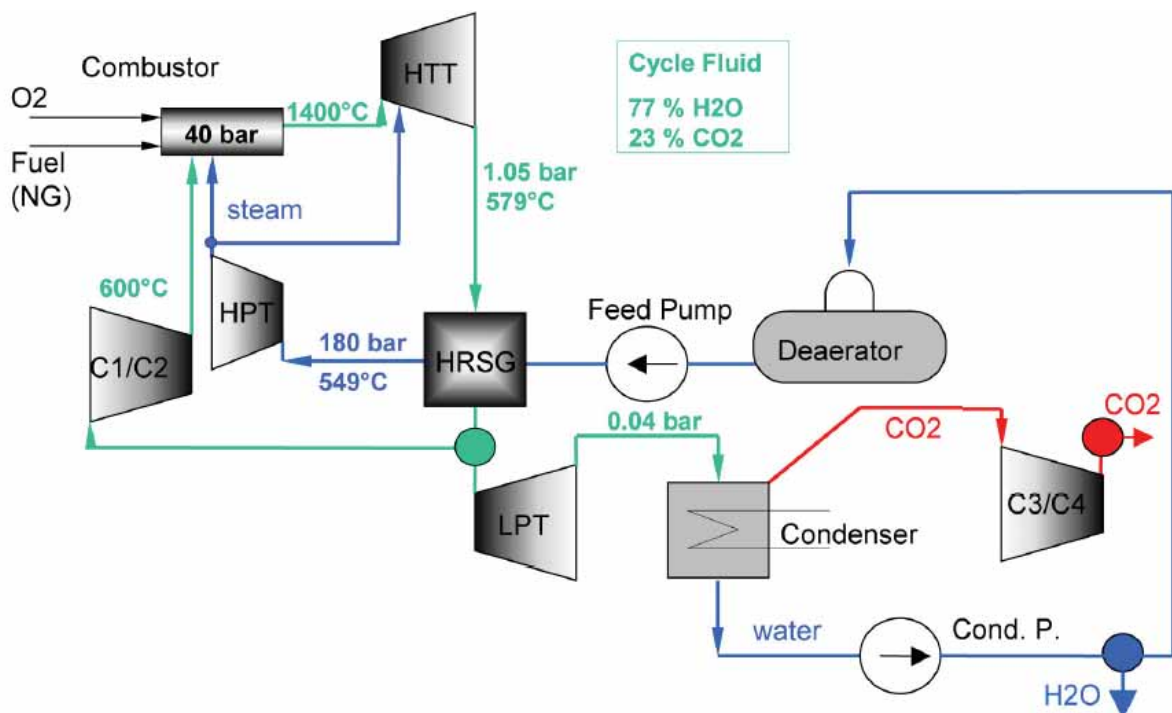 Combustor
O2
Fuel
(NG)
40 bar
1400°C
HTT
Cycle Fluid
77 % H2O
23 % CO2
1.05 bar
579°C
steam
600°C
C1/C2
HPT
180 bar
549°C
HRSG
Feed Pump
Deaerator
0.04 bar
LPT
CO2
CO2
C3/C4
Condenser
water
Cond. P.
H2O